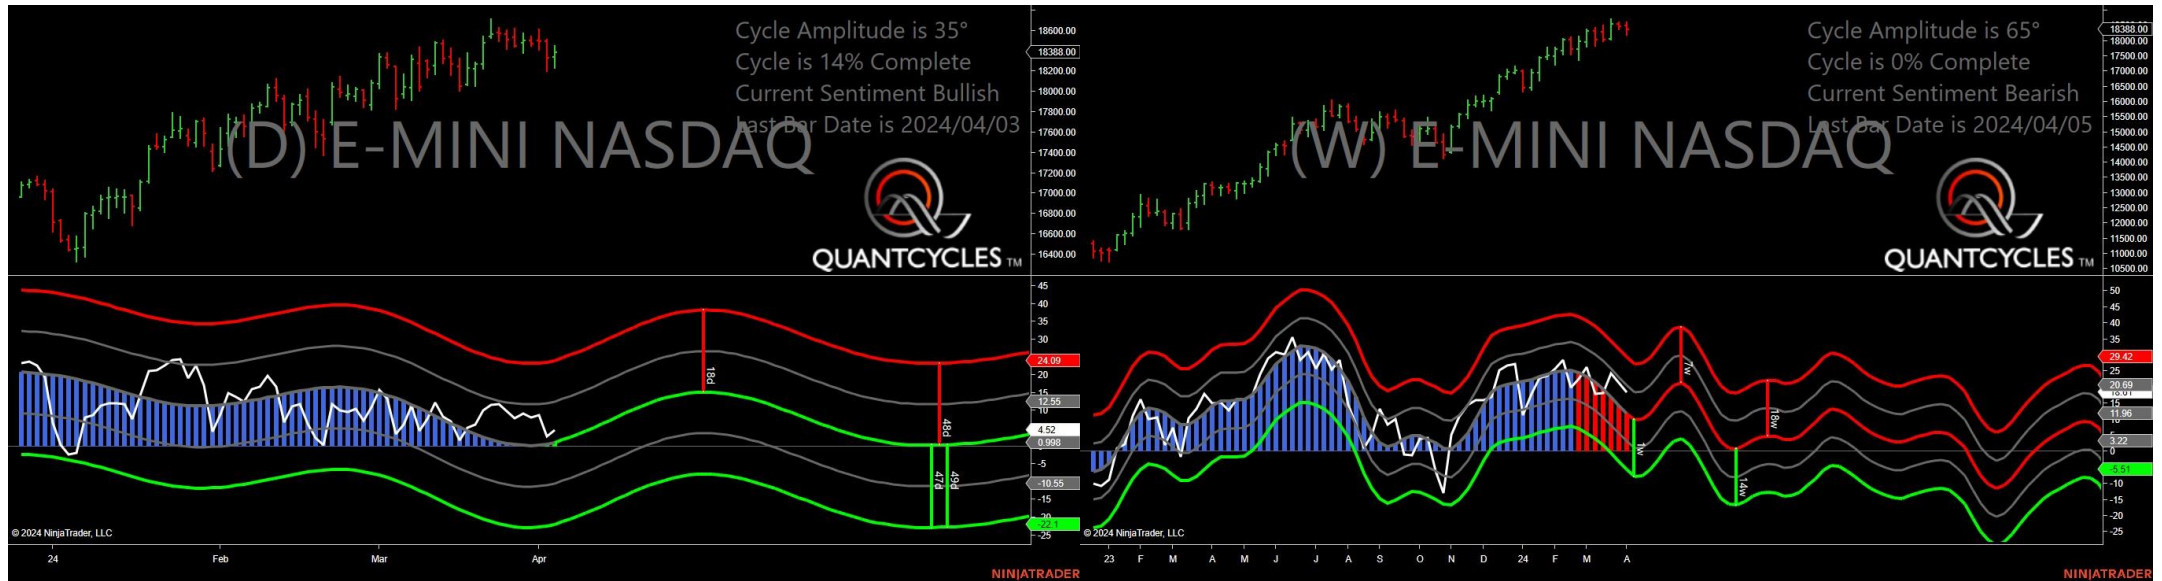 Cycle Amplitude is 35°
Cycle is 14% Complete
Current Sentiment Bullish
Last Bar Date is 2024/04/03
(D) E-MINI NASDAQ
QUANTCYCLES TM
18600.00
18388.00
18200.00
18000.00
17800.00
17600.00
17400.00
17200.00
17000.00
16800.00
16600.00
16400.00
45
40
35
30
24.09
20
15
12.55
10
4.52
0.998
-5
-10.55
-15
-20
-22.1
-25
18d
48d
47d
49d
© 2024 NinjaTrader, LLC
24 Feb Mar Apr
NINJATRADER
Cycle Amplitude is 65°
Cycle is 0% Complete
Current Sentiment Bearish
Last Bar Date is 2024/04/05
(W) E-MINI NASDAQ
QUANTCYCLES TM
18388.00
18000.00
17500.00
17000.00
16500.00
16000.00
15500.00
15000.00
14500.00
14000.00
13500.00
13000.00
12500.00
12000.00
11500.00
11000.00
10500.00
50
45
40
35
29.42
25
20.69
18.01
15
11.96
3.22
0
-5.51
-10
-15
-20
-25
7w
18w
1w
14w
© 2024 NinjaTrader, LLC
23 F M A M J J A S O N D 24 F M A
NINJATRADER